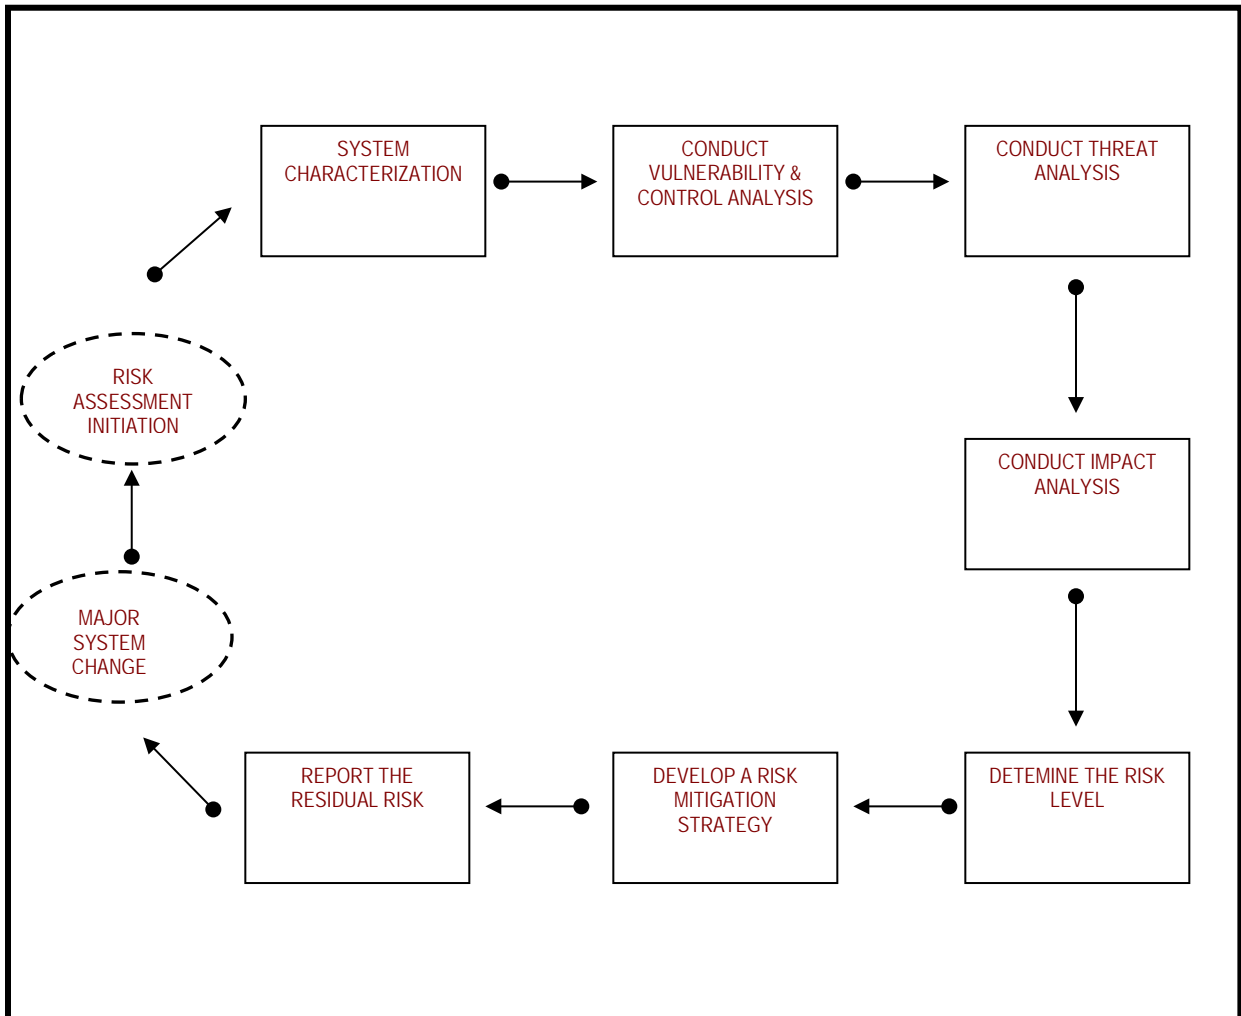 SYSTEM
CHARACTERIZATION
CONDUCT
VULNERABILITY &
CONTROL ANALYSIS
CONDUCT THREAT
ANALYSIS
RISK
ASSESSMENT
INITIATION
CONDUCT IMPACT
ANALYSIS
MAJOR
SYSTEM
CHANGE
REPORT THE
RESIDUAL RISK
DEVELOP A RISK
MITIGATION
STRATEGY
DETEMINE THE RISK
LEVEL